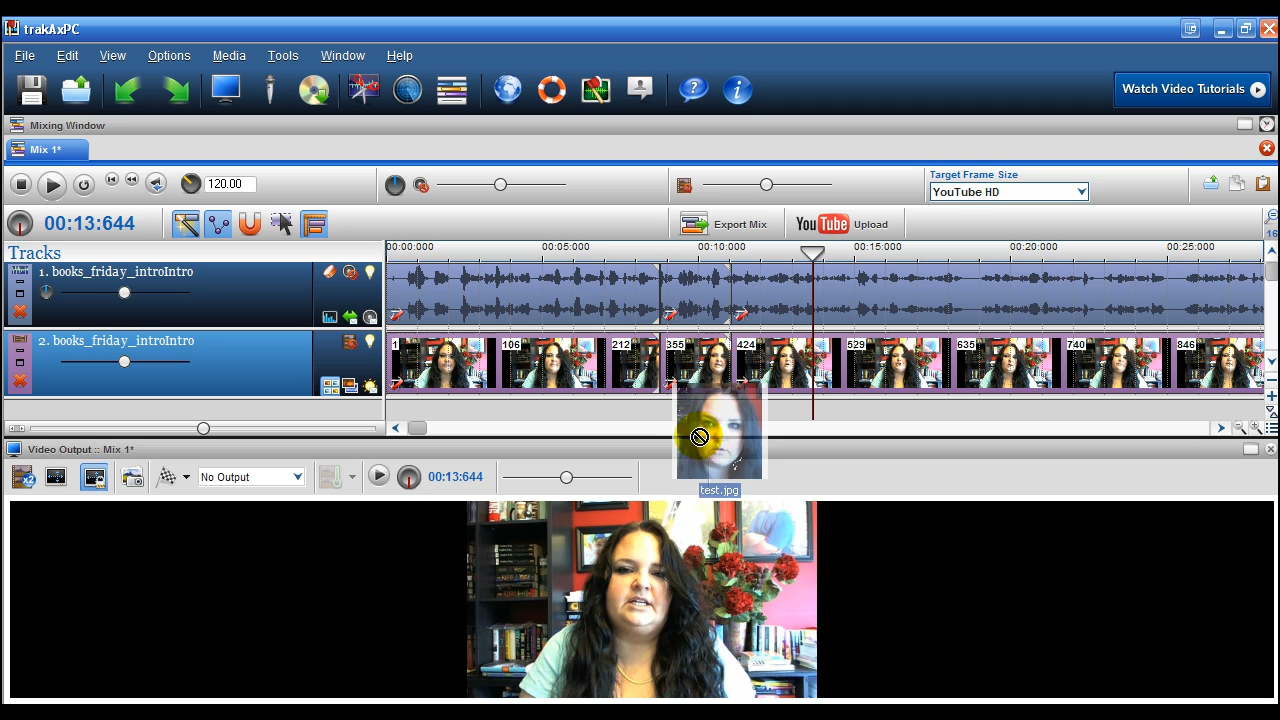 trakAxPC
File Edit View Options Media Tools Window Help
Watch Video Tutorials
Mixing Window
Mix 1*
120.00
Target Frame Size
YouTube HD
00:13:644
Export Mix
YouTube Upload
16
Tracks
00:00:000 00:05:000 00:10:000 00:15:000 00:20:000 00:25:000
1. books_friday_introIntro
2. books_friday_introIntro
1 106 212 355 424 529 635 740 846
Video Output :: Mix 1*
x2
No Output
00:13:644
test.jpg